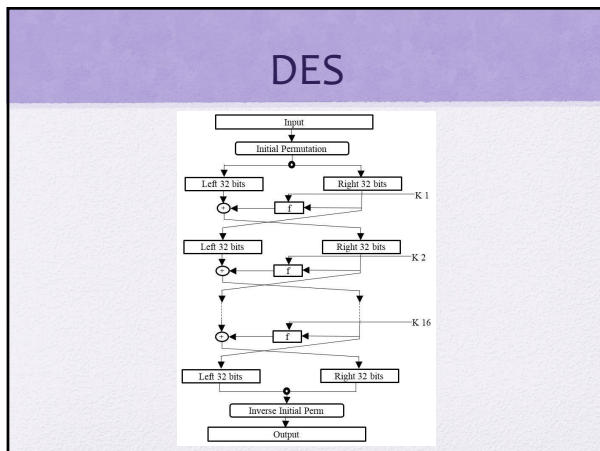 DES
Input
Initial Permutation
Left 32 bits Right 32 bits
K 1
+ f
Left 32 bits Right 32 bits
K 2
+ f
K 16
+ f
Left 32 bits Right 32 bits
Inverse Initial Perm
Output